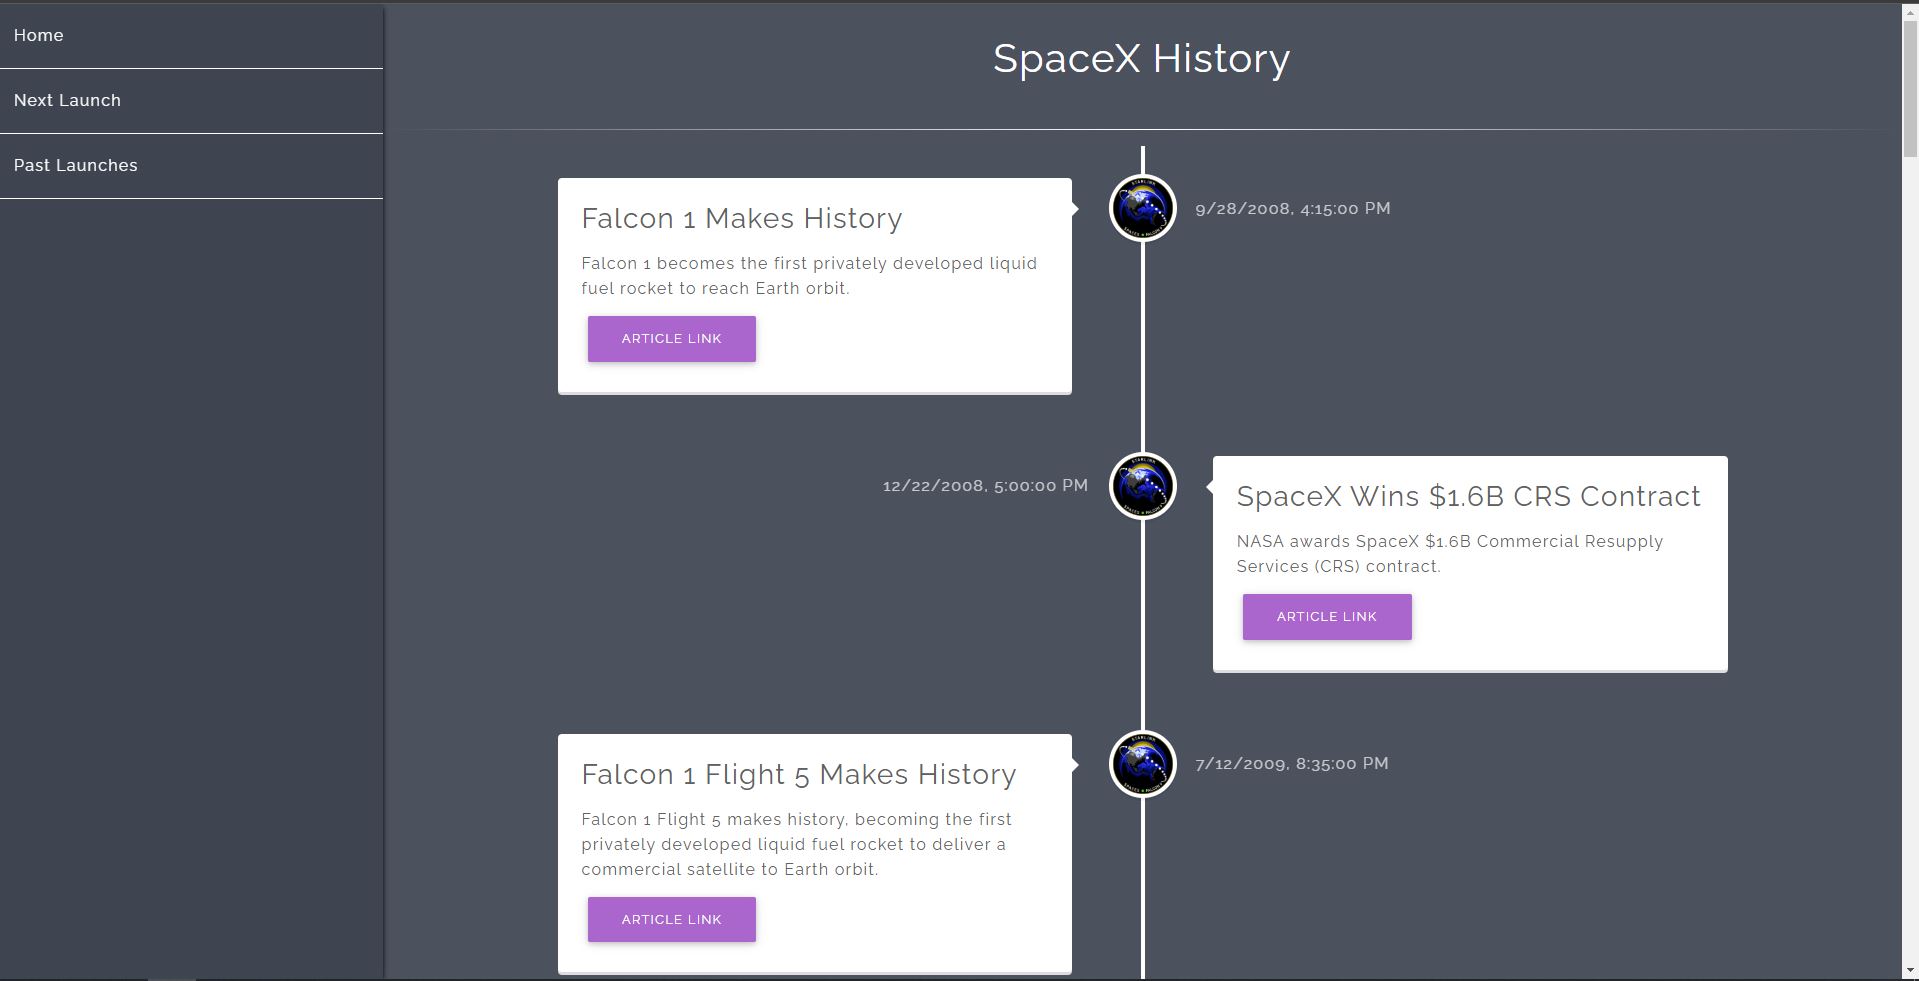 Home
Next Launch
Past Launches
SpaceX History
Falcon 1 Makes History
Falcon 1 becomes the first privately developed liquid
fuel rocket to reach Earth orbit.
ARTICLE LINK
9/28/2008, 4:15:00 PM
12/22/2008, 5:00:00 PM
SpaceX Wins $1.6B CRS Contract
NASA awards SpaceX $1.6B Commercial Resupply
Services (CRS) contract.
ARTICLE LINK
Falcon 1 Flight 5 Makes History
Falcon 1 Flight 5 makes history, becoming the first
privately developed liquid fuel rocket to deliver a
commercial satellite to Earth orbit.
ARTICLE LINK
7/12/2009, 8:35:00 PM